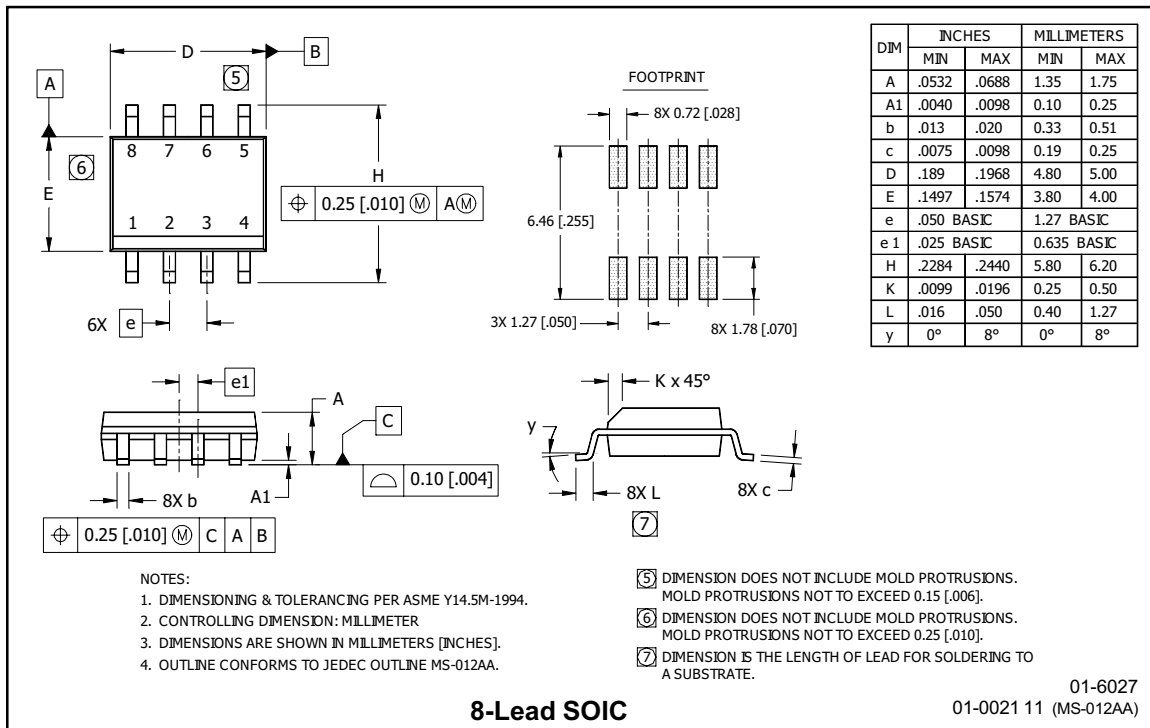 D
B
5
A
8 7 6 5
6
E
H
⌖ 0.25 [.010] Ⓜ AⓂ
1 2 3 4
6X e
FOOTPRINT
8X 0.72 [.028]
6.46 [.255]
3X 1.27 [.050]
8X 1.78 [.070]
DIM INCHES MILLIMETERS
MIN MAX MIN MAX
A .0532 .0688 1.35 1.75
A1 .0040 .0098 0.10 0.25
b .013 .020 0.33 0.51
c .0075 .0098 0.19 0.25
D .189 .1968 4.80 5.00
E .1497 .1574 3.80 4.00
e .050 BASIC 1.27 BASIC
e 1 .025 BASIC 0.635 BASIC
H .2284 .2440 5.80 6.20
K .0099 .0196 0.25 0.50
L .016 .050 0.40 1.27
y 0° 8° 0° 8°
e1
A
C
0.10 [.004]
A1
8X b
⌖ 0.25 [.010] Ⓜ C A B
K x 45°
y
8X L
7
8X c
NOTES:
1. DIMENSIONING & TOLERANCING PER ASME Y14.5M-1994.
2. CONTROLLING DIMENSION: MILLIMETER
3. DIMENSIONS ARE SHOWN IN MILLIMETERS [INCHES].
4. OUTLINE CONFORMS TO JEDEC OUTLINE MS-012AA.
5 DIMENSION DOES NOT INCLUDE MOLD PROTRUSIONS.
MOLD PROTRUSIONS NOT TO EXCEED 0.15 [.006].
6 DIMENSION DOES NOT INCLUDE MOLD PROTRUSIONS.
MOLD PROTRUSIONS NOT TO EXCEED 0.25 [.010].
7 DIMENSION IS THE LENGTH OF LEAD FOR SOLDERING TO
A SUBSTRATE.
8-Lead SOIC
01-6027
01-0021 11 (MS-012AA)